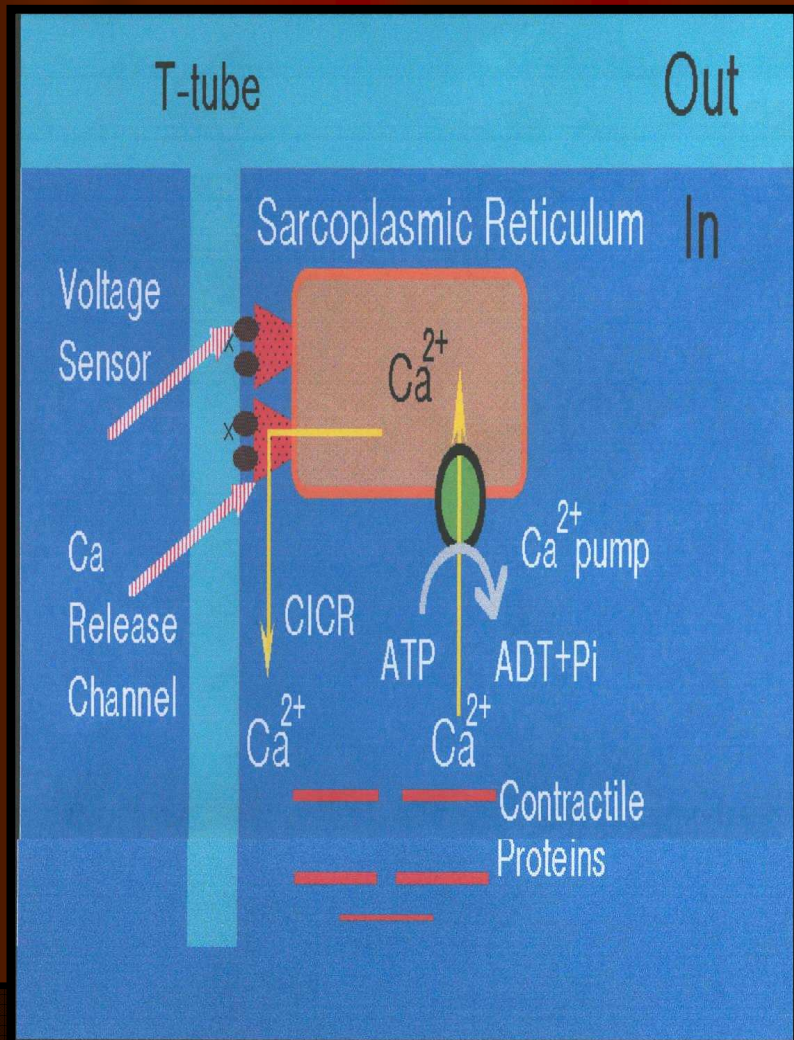 T-tube
Out
In
Sarcoplasmic Reticulum
Voltage
Sensor
x
Ca²⁺
x
Ca
Release
Channel
Ca²⁺ pump
CICR
ATP
ADT+Pi
Ca²⁺
Ca²⁺
Contractile
Proteins